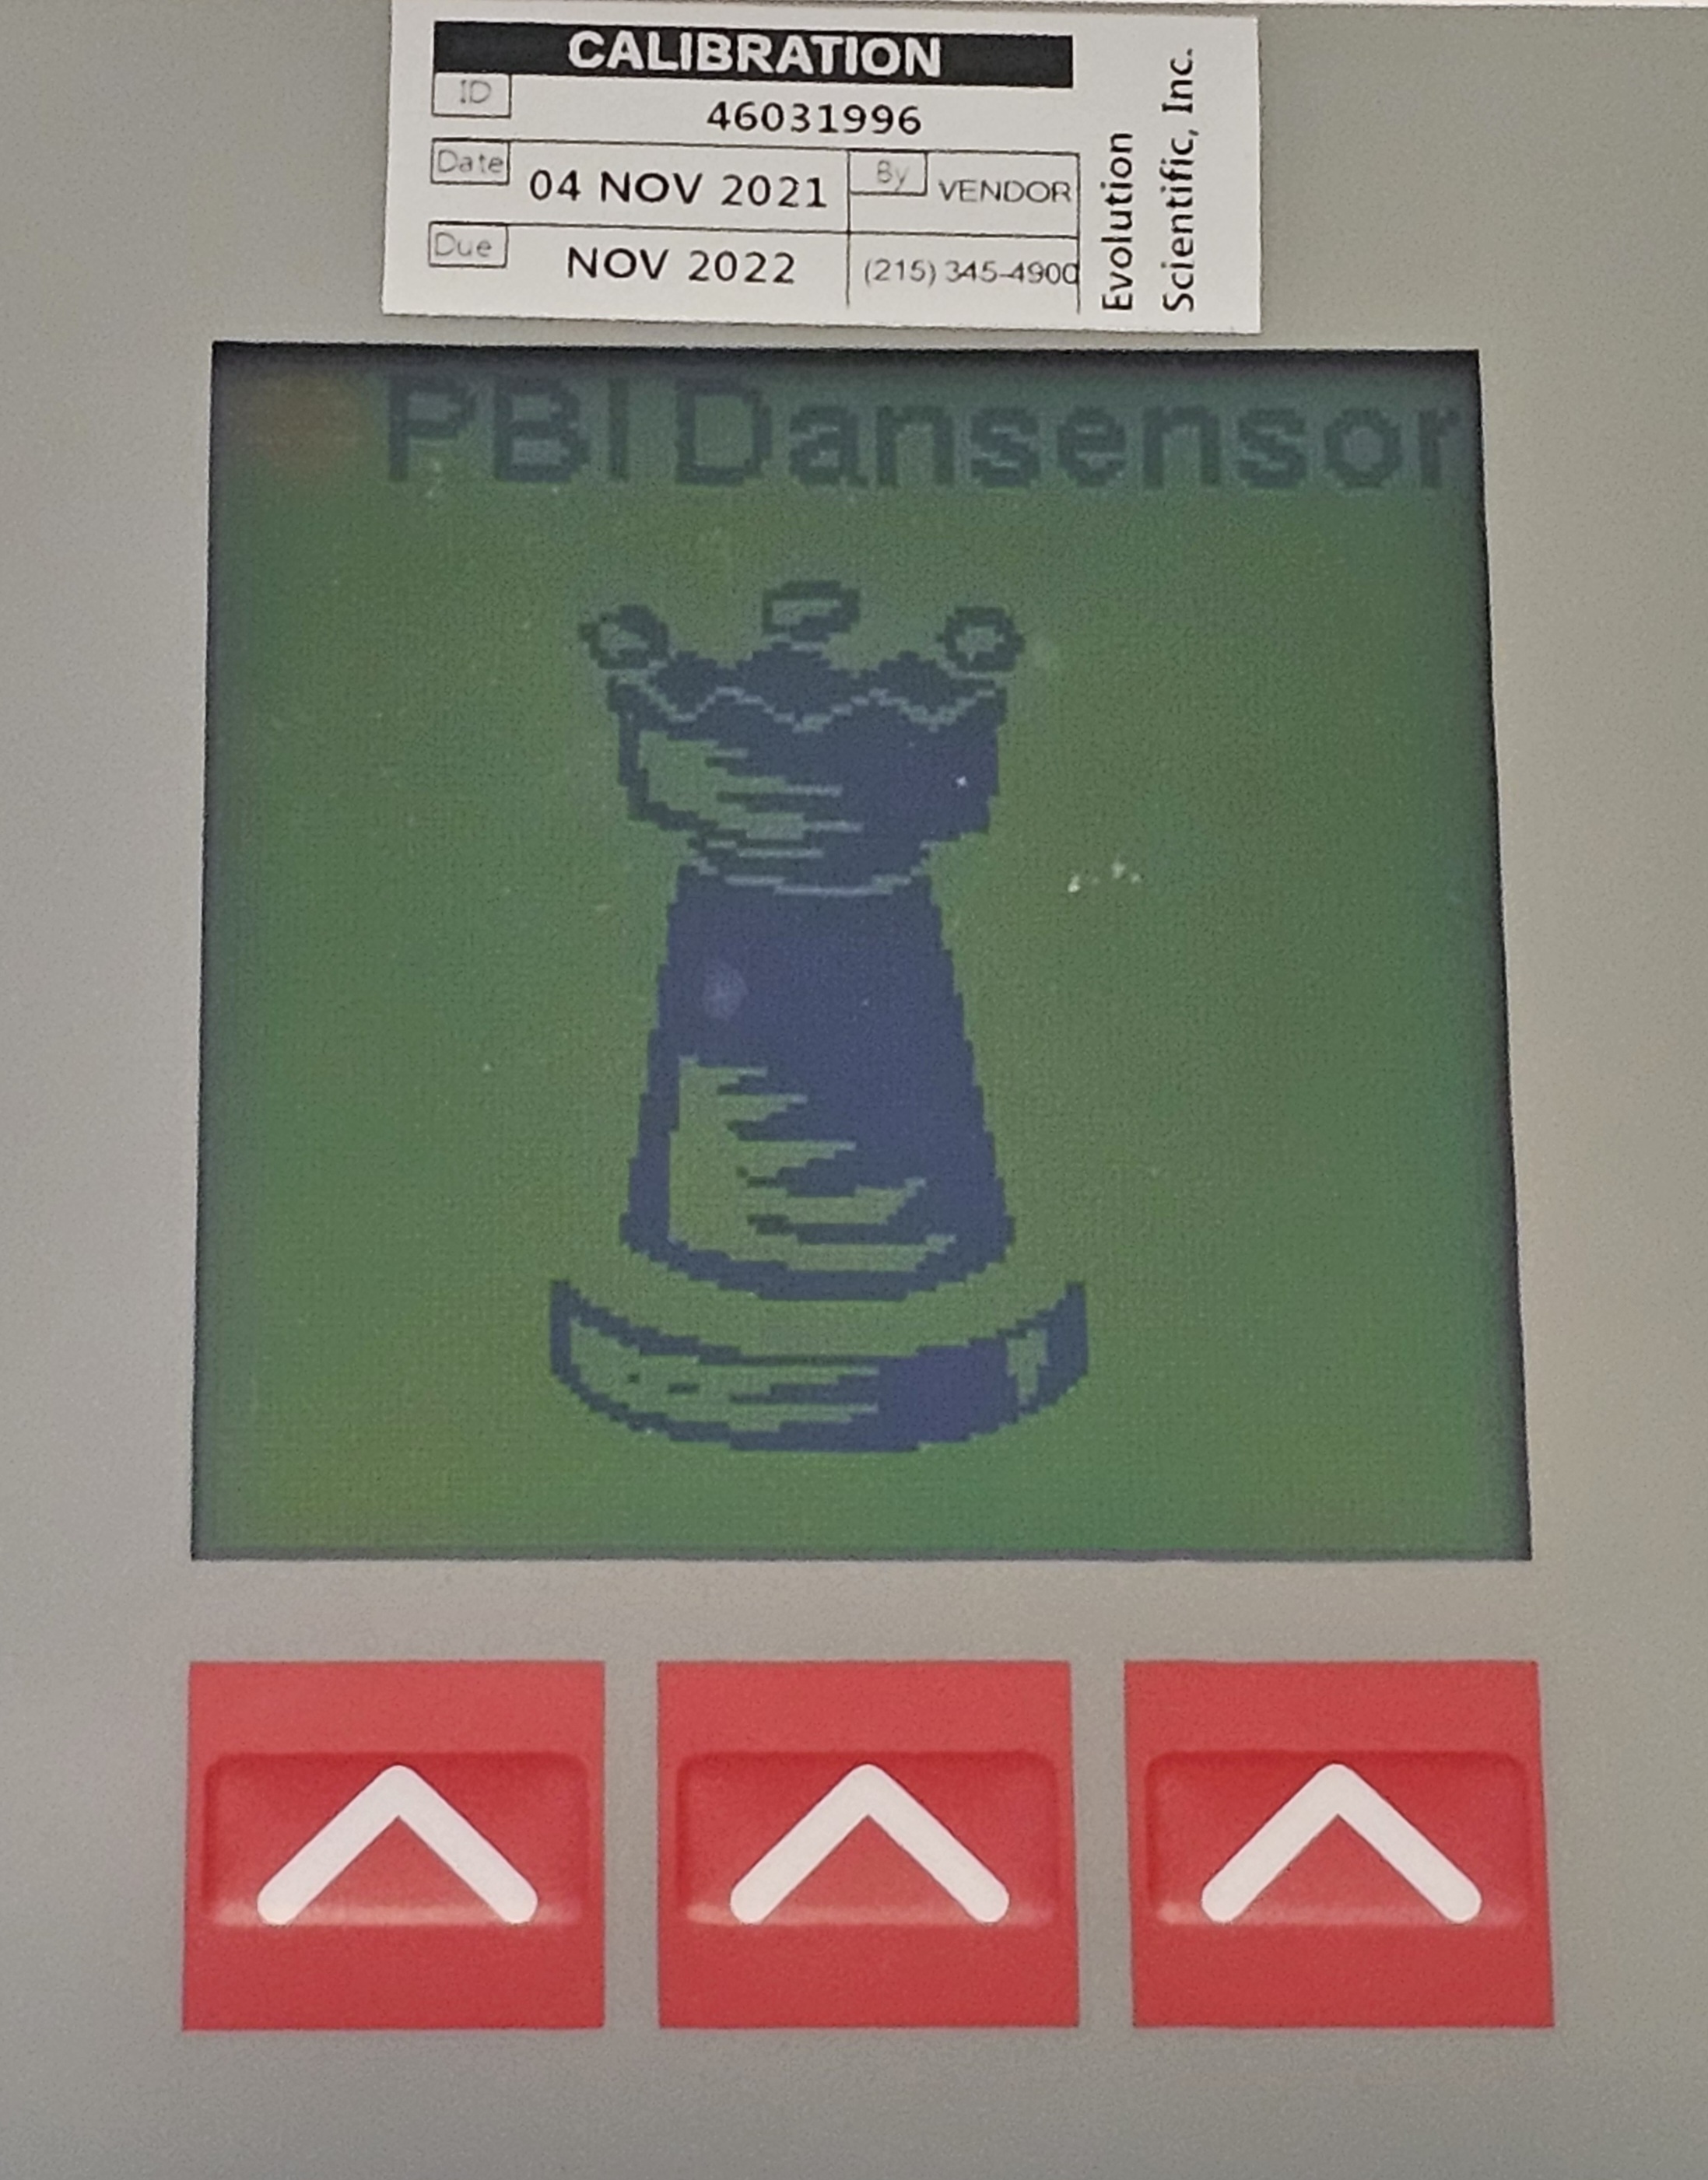 CALIBRATION
ID
46031996
Date 04 NOV 2021 By VENDOR
Due NOV 2022 (215) 345-4900
Evolution
Scientific, Inc.
PBI Dansensor